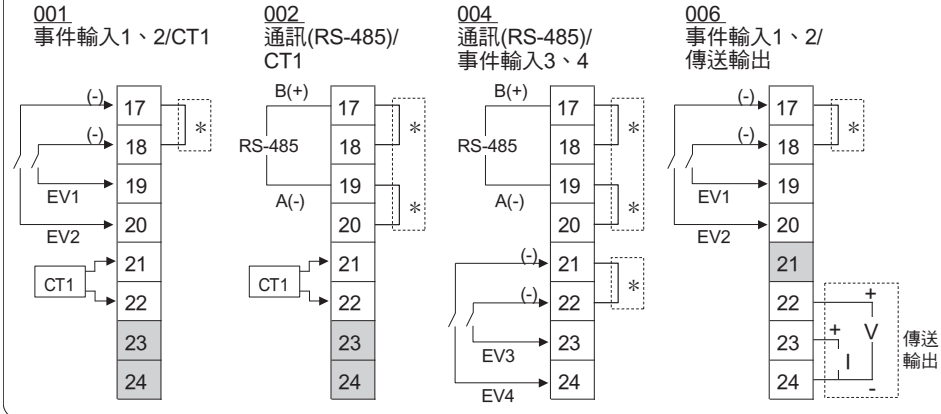 001
事件輸入1、2/CT1
(-)
(-)
EV1
EV2
CT1
17
18
19
20
21
22
23
24
*
002
通訊(RS-485)/
CT1
B(+)
RS-485
A(-)
CT1
17
18
19
20
21
22
23
24
*
*
004
通訊(RS-485)/
事件輸入3、4
B(+)
RS-485
A(-)
(-)
(-)
EV3
EV4
17
18
19
20
21
22
23
24
*
*
*
006
事件輸入1、2/
傳送輸出
(-)
(-)
EV1
EV2
17
18
19
20
21
22
23
24
*
+
+ V
I
-
傳送
輸出